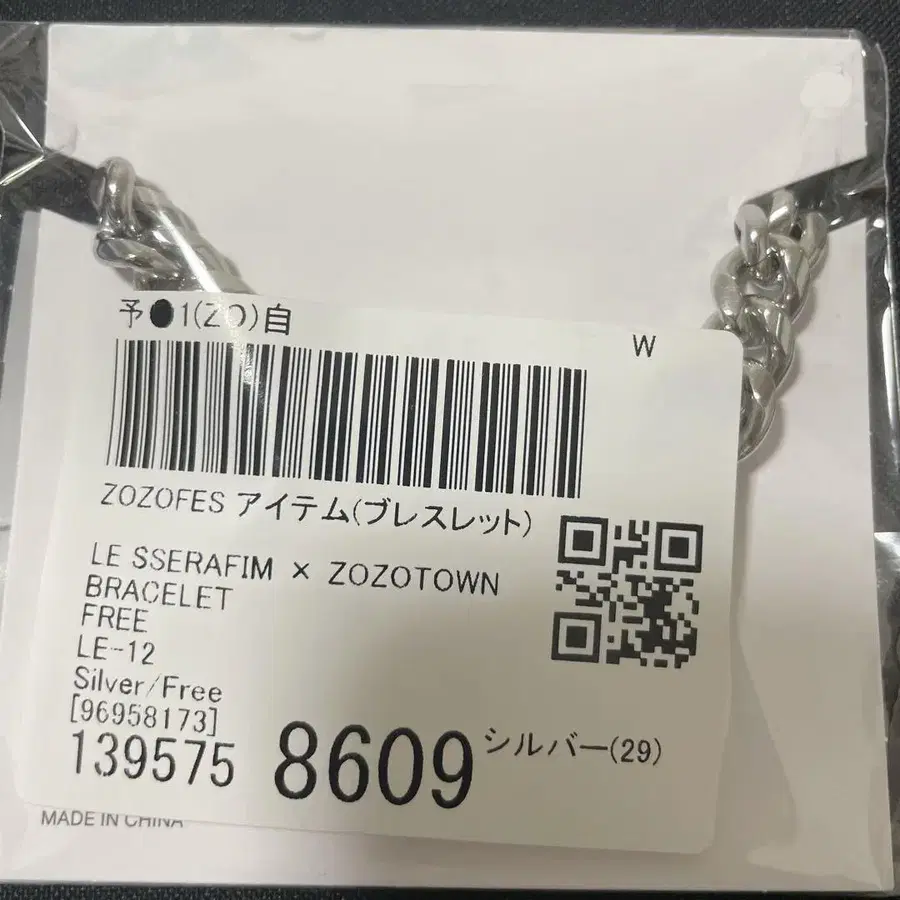 予●1(ZO)自
W
ZOZOFES アイテム(ブレスレット)
LE SSERAFIM × ZOZOTOWN
BRACELET
FREE
LE-12
Silver/Free
[96958173]
139575 8609 シルバー(29)
MADE IN CHINA